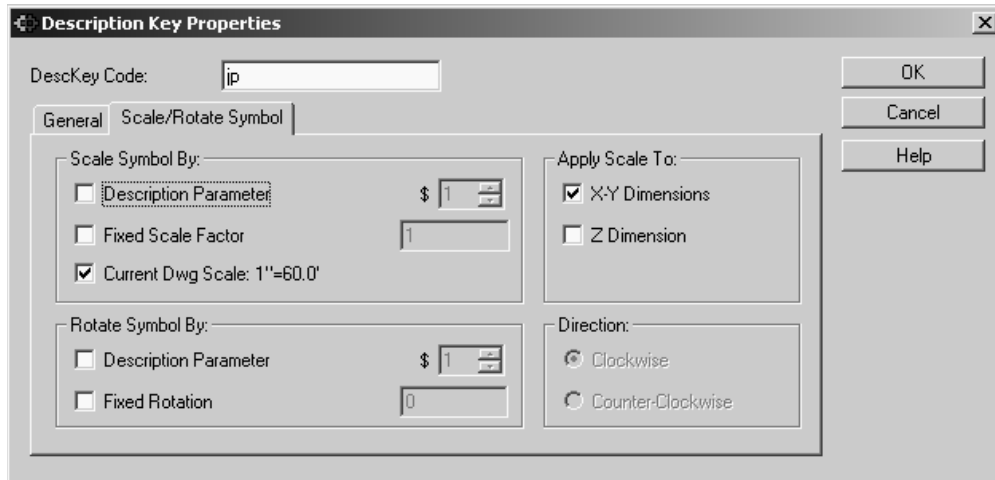 Description Key Properties
DescKey Code: ip
OK
General Scale/Rotate Symbol
Cancel
Scale Symbol By:
Apply Scale To:
Help
Description Parameter $ 1
X-Y Dimensions
Fixed Scale Factor 1
Z Dimension
Current Dwg Scale: 1"=60.0'
Rotate Symbol By:
Direction:
Description Parameter $ 1
Clockwise
Fixed Rotation 0
Counter-Clockwise